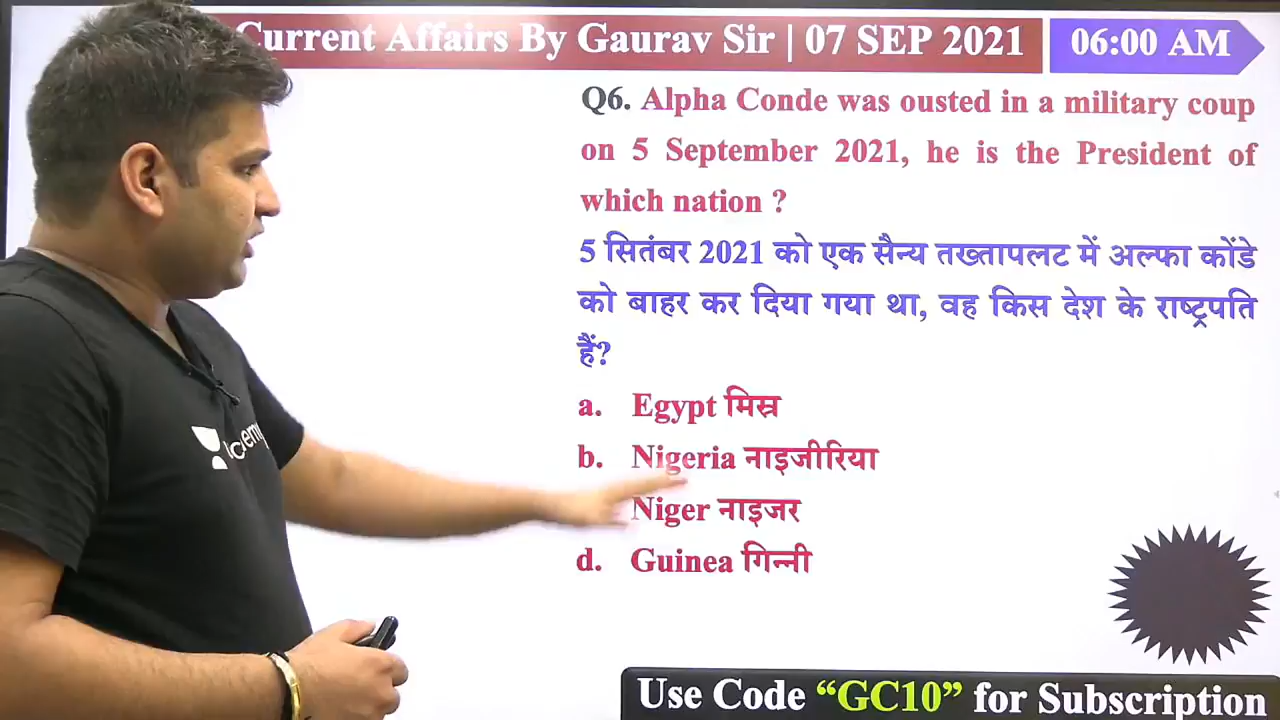 Current Affairs By Gaurav Sir | 07 SEP 2021
06:00 AM
Q6. Alpha Conde was ousted in a military coup
on 5 September 2021, he is the President of
which nation ?
5 सितंबर 2021 को एक सैन्य तख्तापलट में अल्फा कोंडे
को बाहर कर दिया गया था, वह किस देश के राष्ट्रपति
हैं?
a. Egypt मिस्र
b. Nigeria नाइजीरिया
Niger नाइजर
d. Guinea गिन्नी
Use Code “GC10” for Subscription